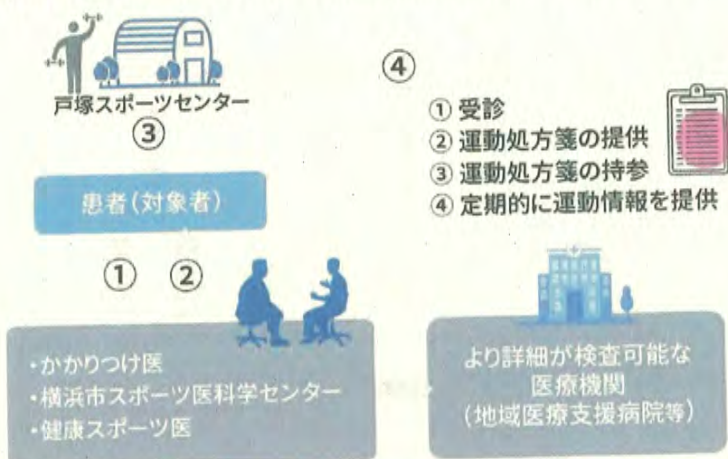 戸塚スポーツセンター
③
患者（対象者）
① ②
・かかりつけ医
・横浜市スポーツ医科学センター
・健康スポーツ医
④
① 受診
② 運動処方箋の提供
③ 運動処方箋の持参
④ 定期的に運動情報を提供
より詳細が検査可能な
医療機関
（地域医療支援病院等）